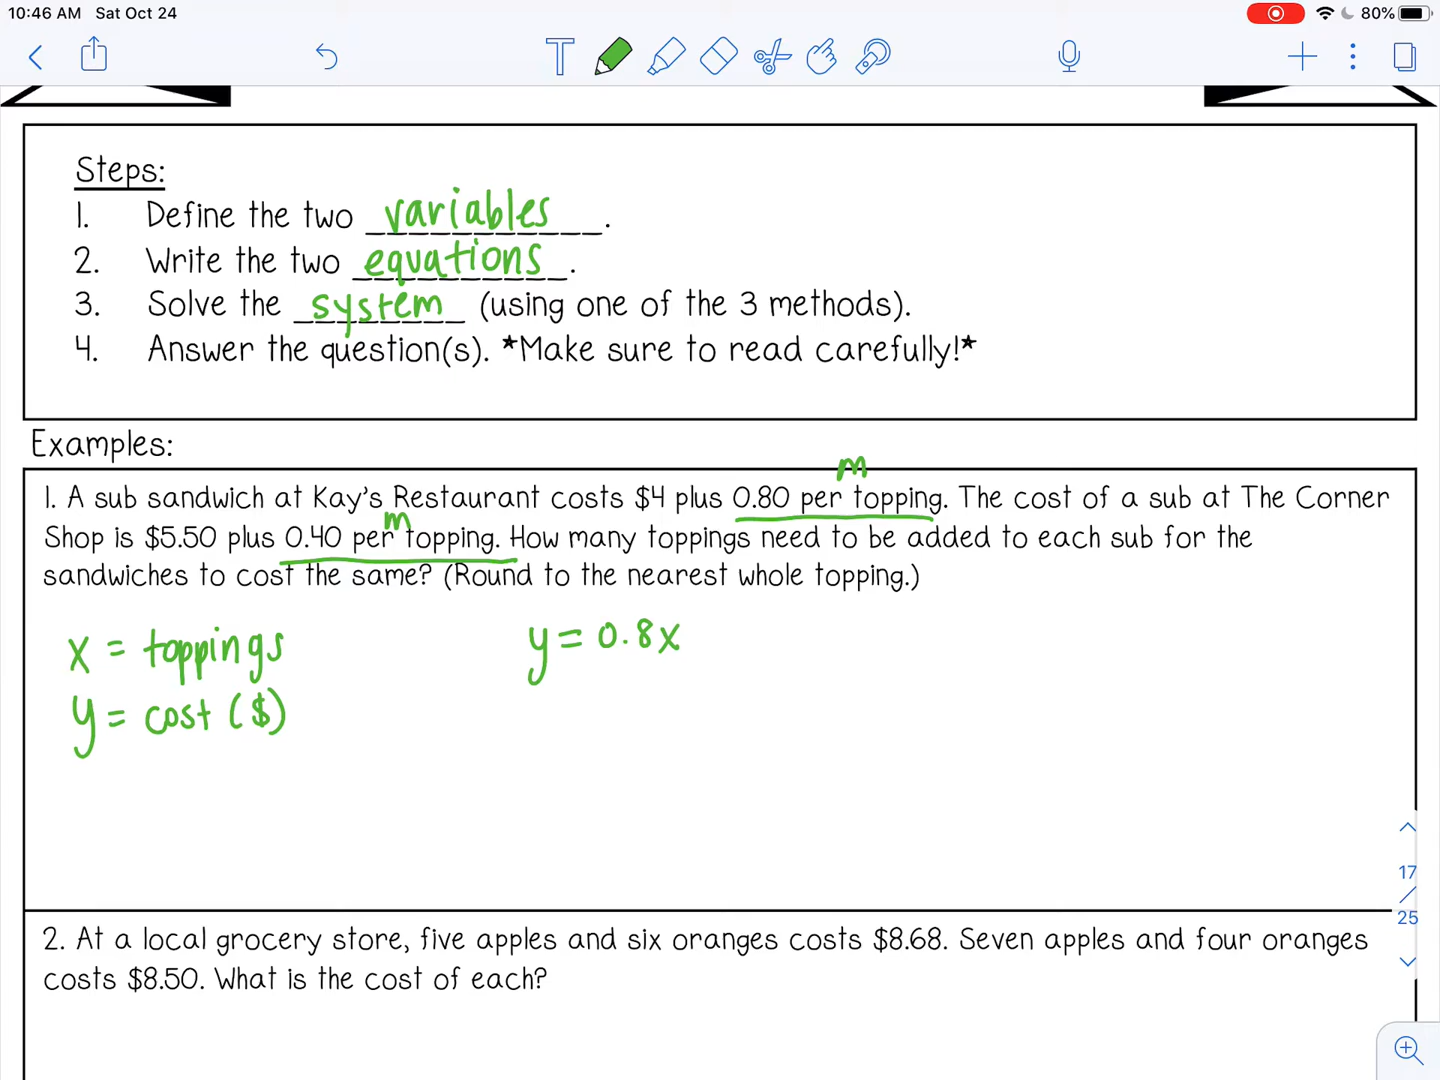 10:46 AM Sat Oct 24
80%
Steps:
1. Define the two variables.
2. Write the two equations.
3. Solve the system (using one of the 3 methods).
4. Answer the question(s). *Make sure to read carefully!*
Examples:
m
1. A sub sandwich at Kay's Restaurant costs $4 plus 0.80 per topping. The cost of a sub at The Corner
m
Shop is $5.50 plus 0.40 per topping. How many toppings need to be added to each sub for the
sandwiches to cost the same? (Round to the nearest whole topping.)
x = toppings
y = 0.8x
y = cost ($)
17
/
25
2. At a local grocery store, five apples and six oranges costs $8.68. Seven apples and four oranges
costs $8.50. What is the cost of each?